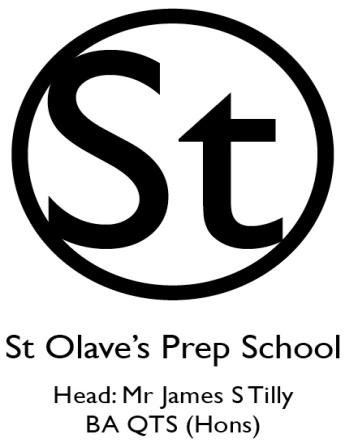 St
St Olave's Prep School
Head: Mr James S Tilly
BA QTS (Hons)